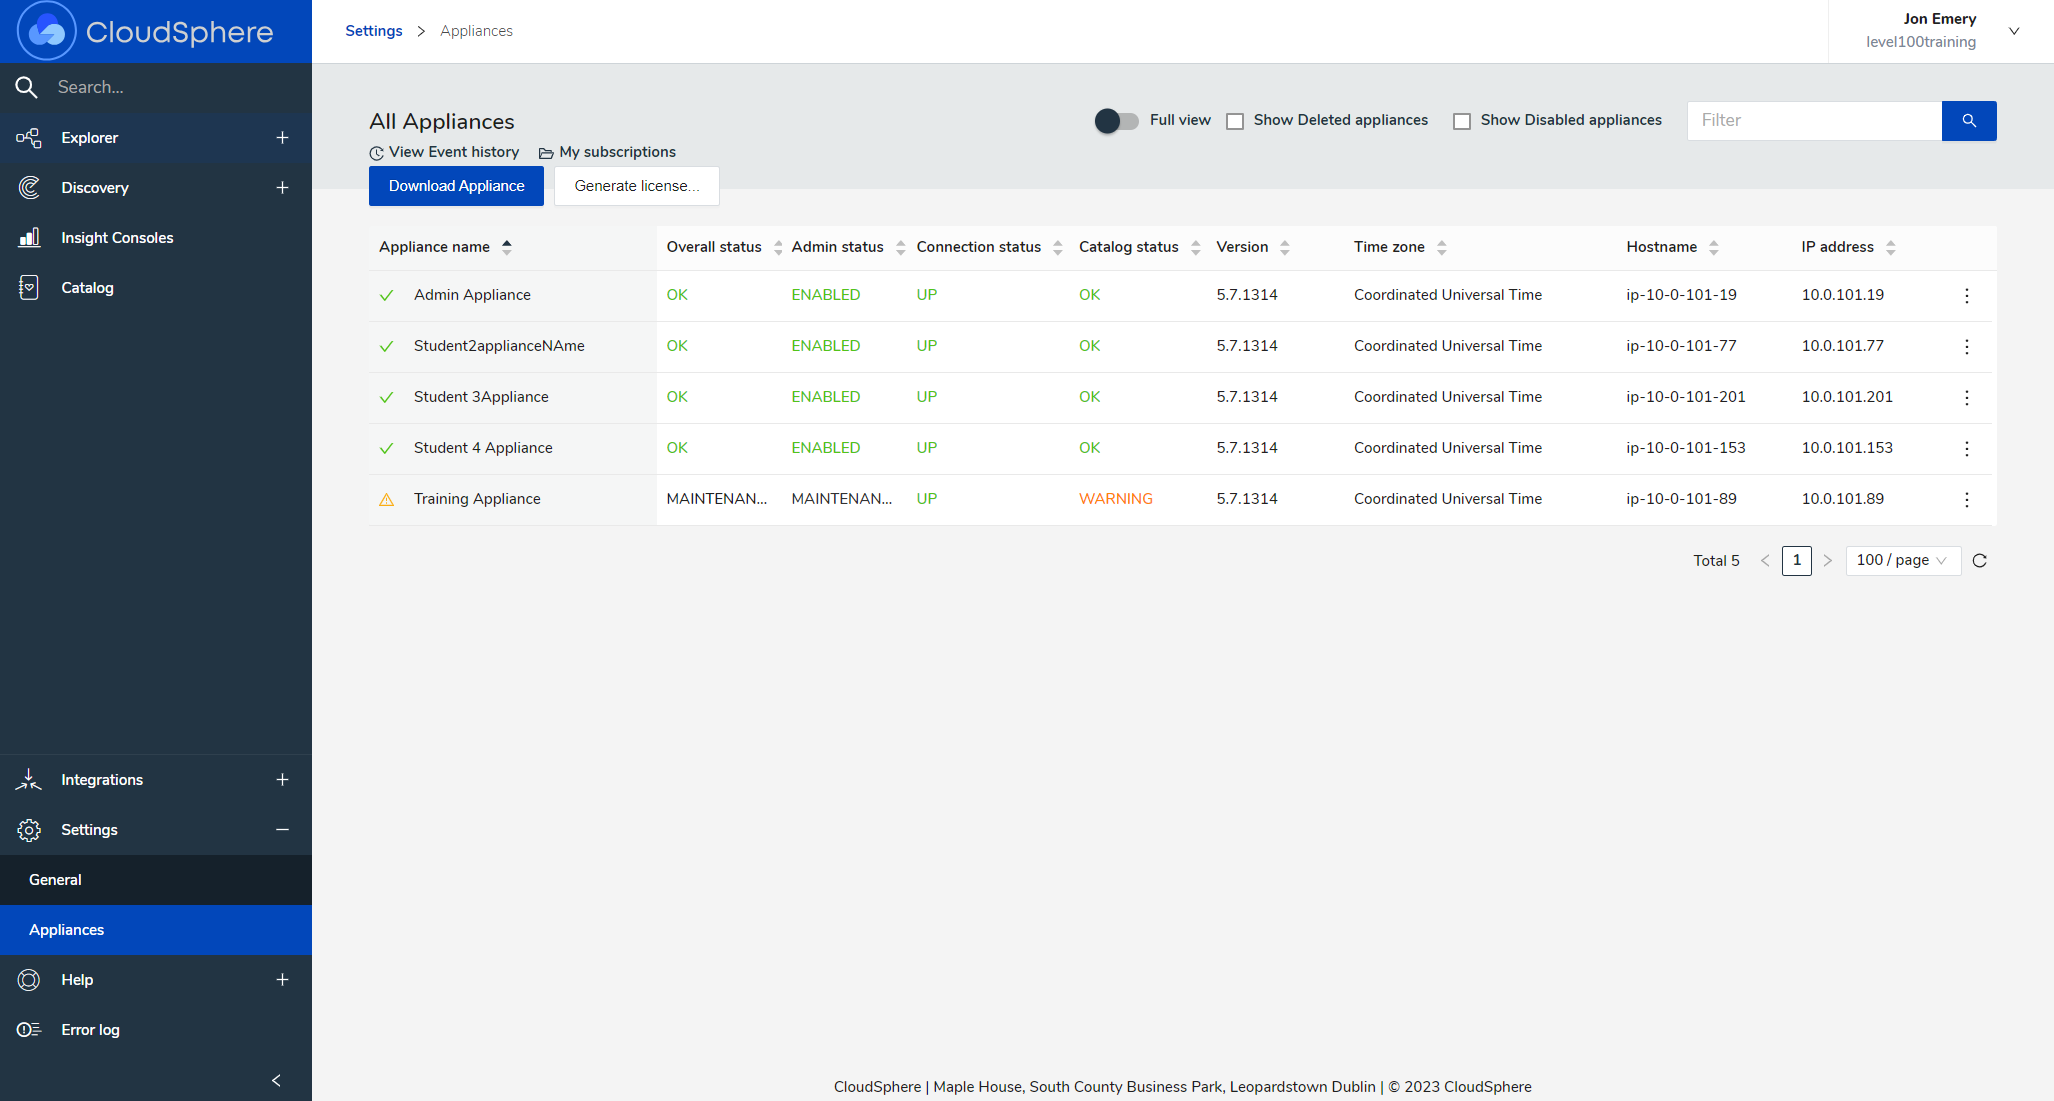 CloudSphere
Settings > Appliances
Jon Emery
level100training
Search...
Explorer
Discovery
Insight Consoles
Catalog
Integrations
Settings
General
Appliances
Help
Error log
All Appliances
Full view
Show Deleted appliances
Show Disabled appliances
Filter
View Event history My subscriptions
Download Appliance Generate license...
Appliance name Overall status Admin status Connection status Catalog status Version Time zone Hostname IP address
Admin Appliance OK ENABLED UP OK 5.7.1314 Coordinated Universal Time ip-10-0-101-19 10.0.101.19
Student2applianceNAme OK ENABLED UP OK 5.7.1314 Coordinated Universal Time ip-10-0-101-77 10.0.101.77
Student 3Appliance OK ENABLED UP OK 5.7.1314 Coordinated Universal Time ip-10-0-101-201 10.0.101.201
Student 4 Appliance OK ENABLED UP OK 5.7.1314 Coordinated Universal Time ip-10-0-101-153 10.0.101.153
Training Appliance MAINTENAN... MAINTENAN... UP WARNING 5.7.1314 Coordinated Universal Time ip-10-0-101-89 10.0.101.89
Total 5 < 1 > 100 / page
CloudSphere | Maple House, South County Business Park, Leopardstown Dublin | © 2023 CloudSphere